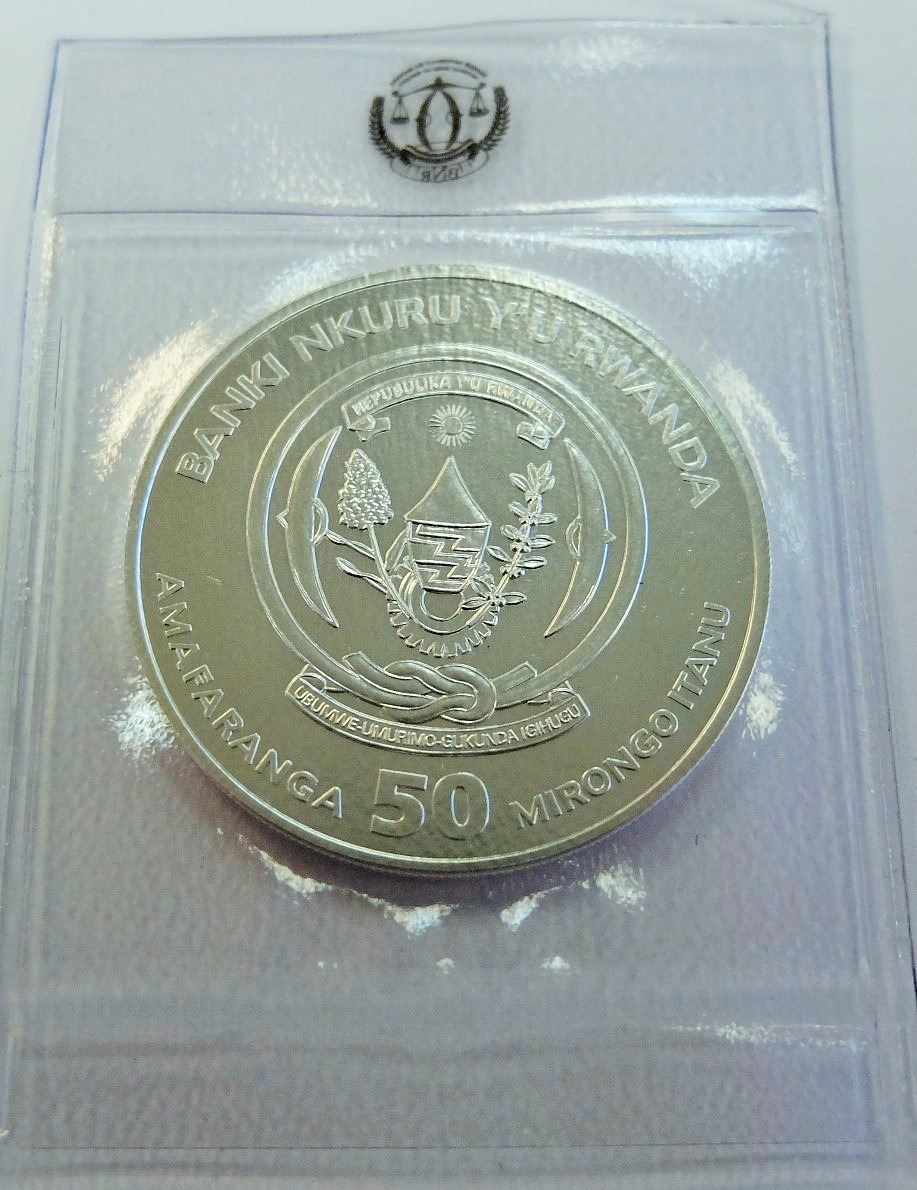 BANKI NKURU Y'U RWANDA
REPUBULIKA Y'U RWANDA
UBUMWE-UMURIMO-GUKUNDA IGIHUGU
AMAFARANGA 50 MIRONGO ITANU